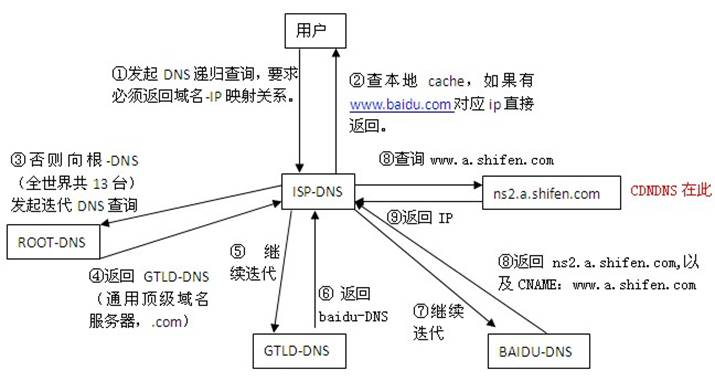 用户
①发起 DNS 递归查询，要求
必须返回域名-IP 映射关系。
②查本地 cache，如果有
www.baidu.com 对应 ip 直接
返回。
③否则向根-DNS
（全世界共 13 台）
发起迭代 DNS 查询
⑧查询 www.a.shifen.com
ISP-DNS
ns2.a.shifen.com
CDNDNS 在此
⑨返回 IP
ROOT-DNS
④返回 GTLD-DNS
（通用顶级域名
服务器，.com）
⑤ 继
续迭代
⑥ 返回
baidu-DNS
⑦继续
迭代
⑧返回 ns2.a.shifen.com,以
及 CNAME：www.a.shifen.com
GTLD-DNS
BAIDU-DNS